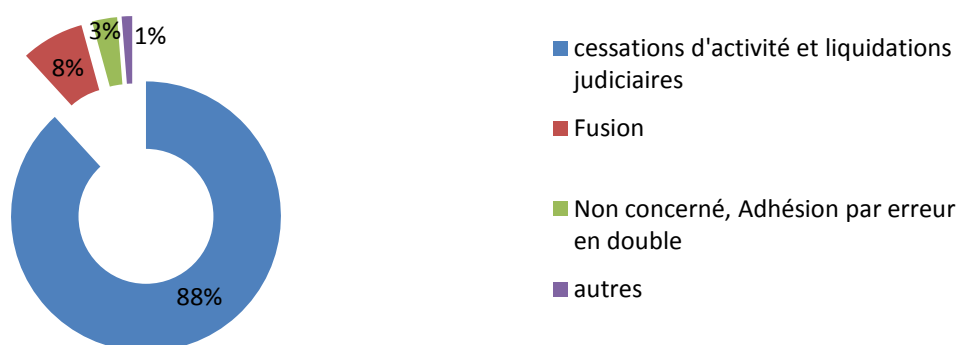 3%
1%
8%
88%
cessations d'activité et liquidations
judiciaires
Fusion
Non concerné, Adhésion par erreur
en double
autres